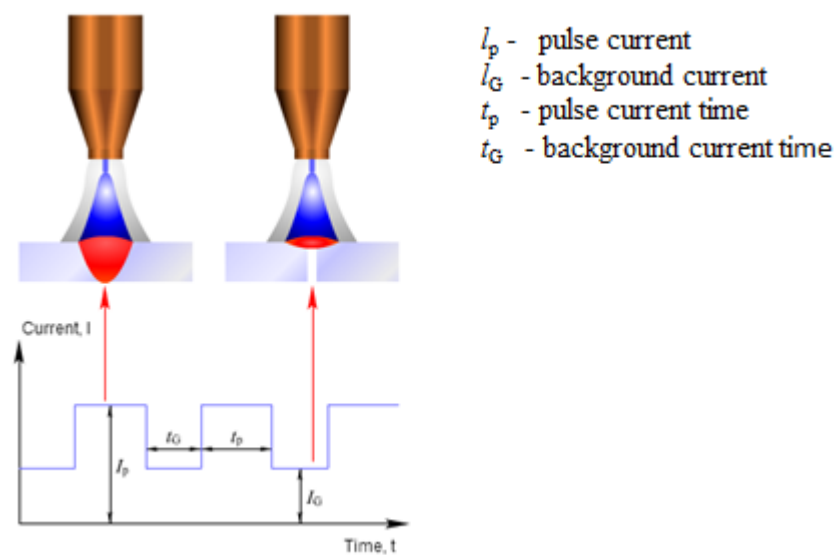 lp - pulse current
lG - background current
tp - pulse current time
tG - background current time
Current, I
tG
tp
Ip
IG
Time, t